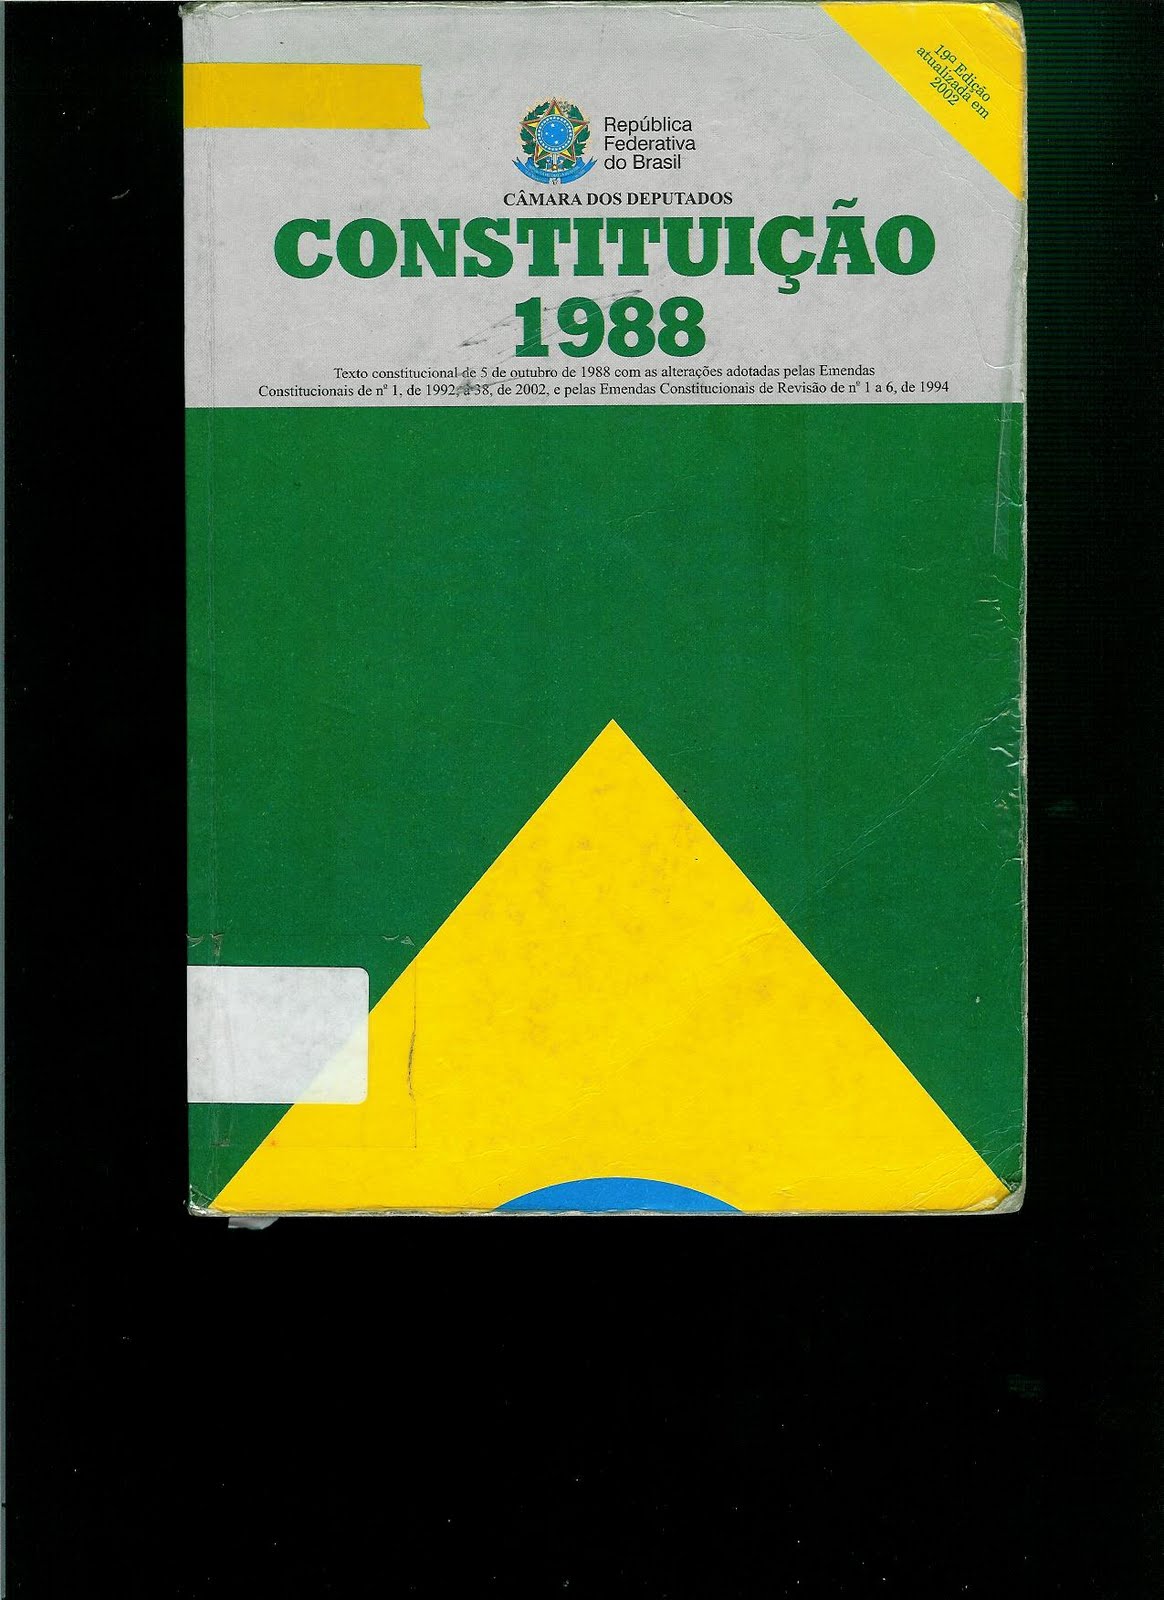 19ª Edição
atualizada em
2002
República
Federativa
do Brasil
CÂMARA DOS DEPUTADOS
CONSTITUIÇÃO
1988
Texto constitucional de 5 de outubro de 1988 com as alterações adotadas pelas Emendas
Constitucionais de nº 1, de 1992, a 38, de 2002, e pelas Emendas Constitucionais de Revisão de nº 1 a 6, de 1994